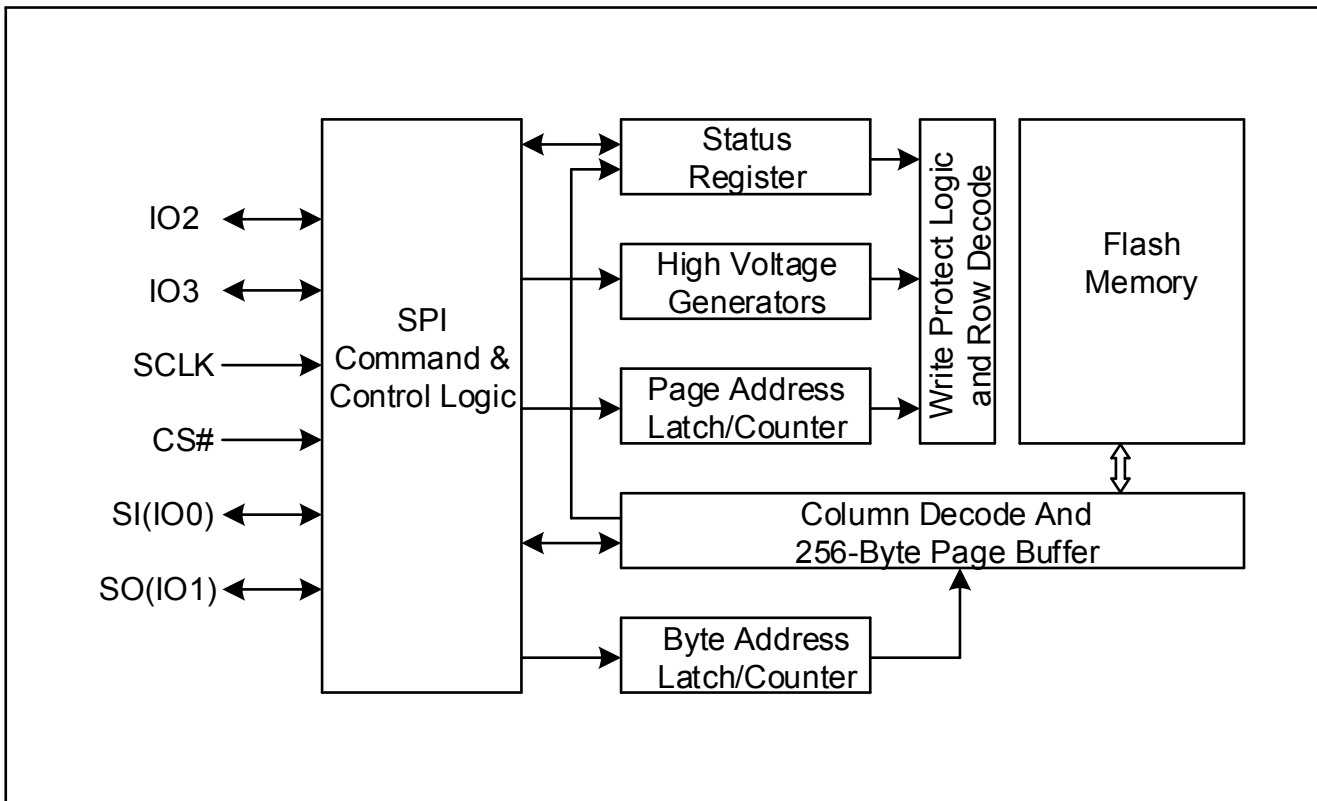 IO2
IO3
SCLK
CS#
SI(IO0)
SO(IO1)
SPI
Command &
Control Logic
Status
Register
High Voltage
Generators
Page Address
Latch/Counter
Write Protect Logic
and Row Decode
Flash
Memory
Column Decode And
256-Byte Page Buffer
Byte Address
Latch/Counter